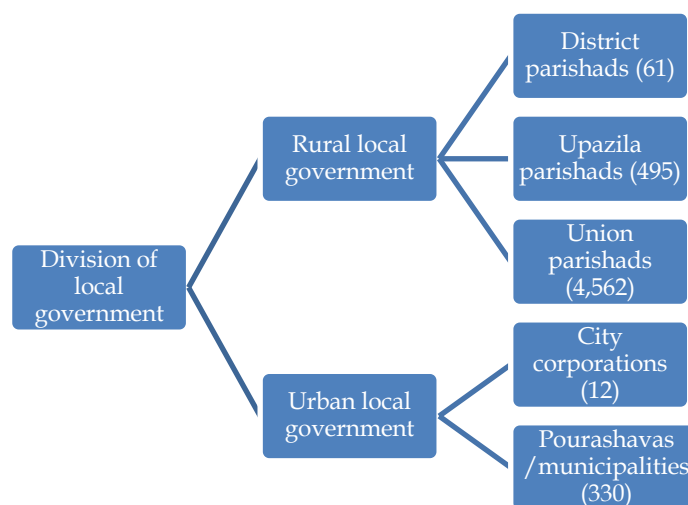 Division of
local
government
Rural local
government
District
parishads (61)
Upazila
parishads (495)
Union
parishads
(4,562)
Urban local
government
City
corporations
(12)
Pourashavas
/municipalities
(330)